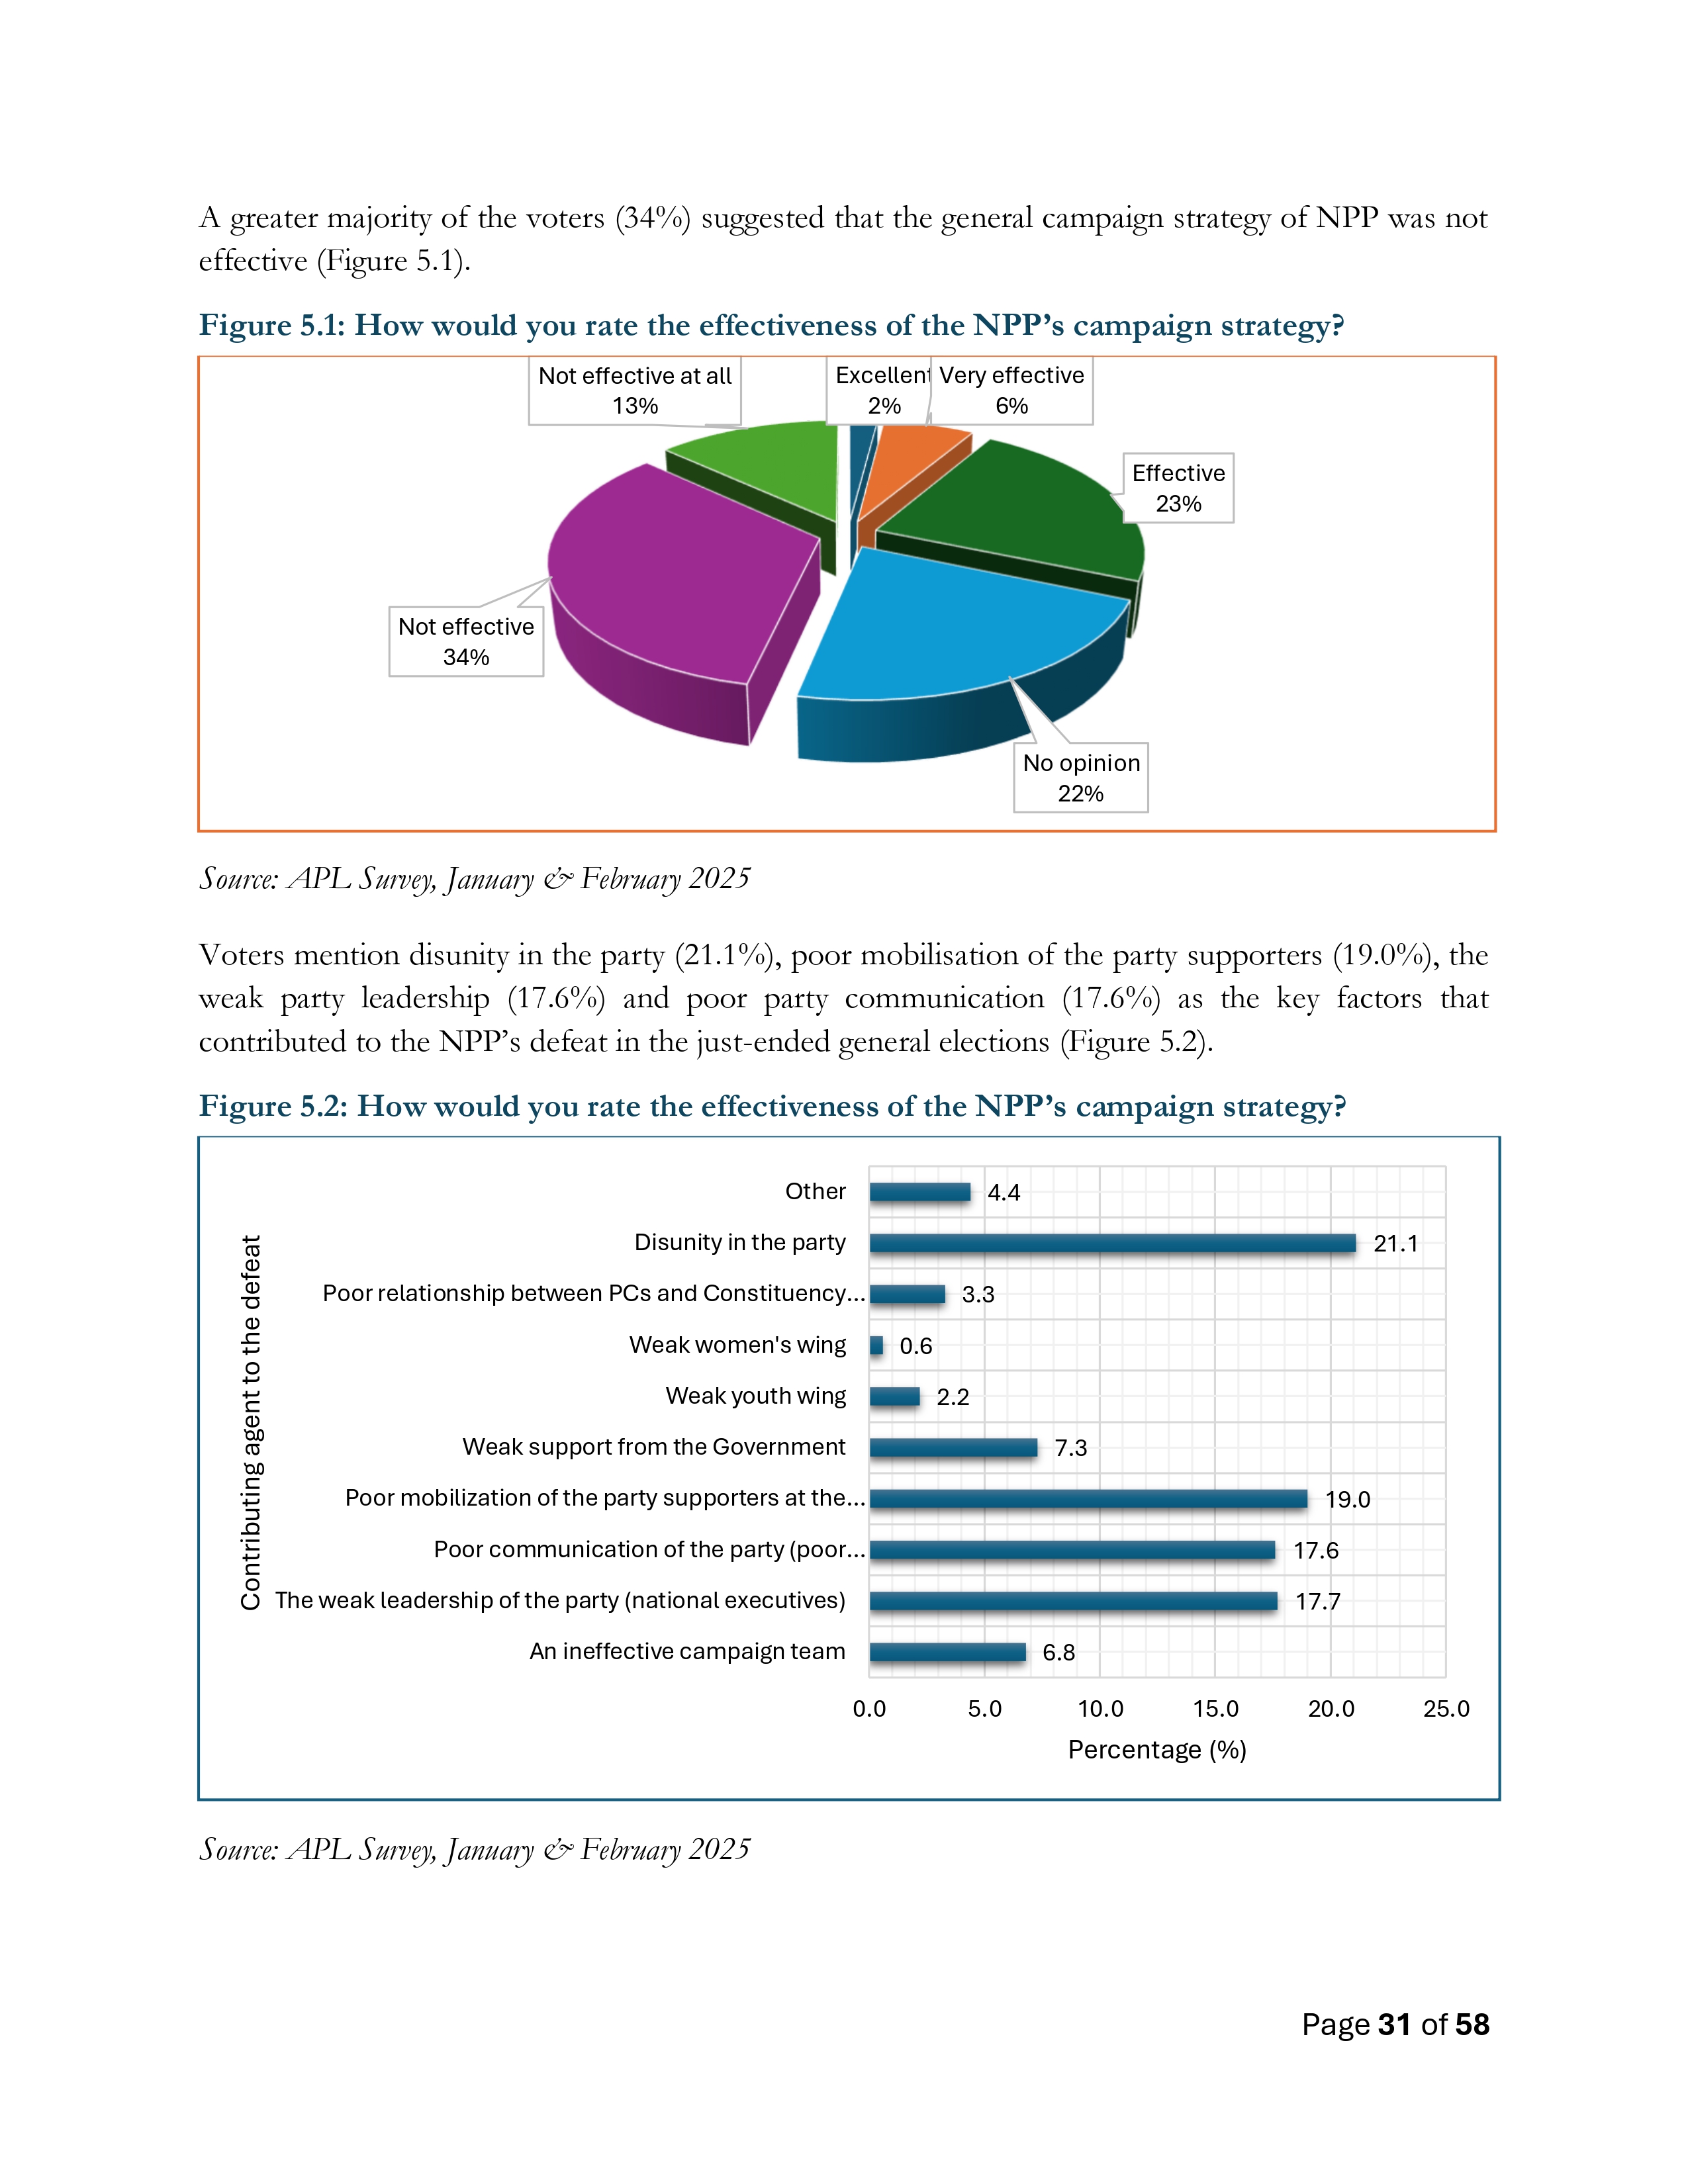 A greater majority of the voters (34%) suggested that the general campaign strategy of NPP was not
effective (Figure 5.1).
Figure 5.1: How would you rate the effectiveness of the NPP’s campaign strategy?
Not effective at all
13%
Excellent
2%
Very effective
6%
Effective
23%
Not effective
34%
No opinion
22%
Source: APL Survey, January & February 2025
Voters mention disunity in the party (21.1%), poor mobilisation of the party supporters (19.0%), the
weak party leadership (17.6%) and poor party communication (17.6%) as the key factors that
contributed to the NPP’s defeat in the just-ended general elections (Figure 5.2).
Figure 5.2: How would you rate the effectiveness of the NPP’s campaign strategy?
Contributing agent to the defeat
Other 4.4
Disunity in the party 21.1
Poor relationship between PCs and Constituency... 3.3
Weak women's wing 0.6
Weak youth wing 2.2
Weak support from the Government 7.3
Poor mobilization of the party supporters at the... 19.0
Poor communication of the party (poor... 17.6
The weak leadership of the party (national executives) 17.7
An ineffective campaign team 6.8
0.0 5.0 10.0 15.0 20.0 25.0
Percentage (%)
Source: APL Survey, January & February 2025
Page 31 of 58